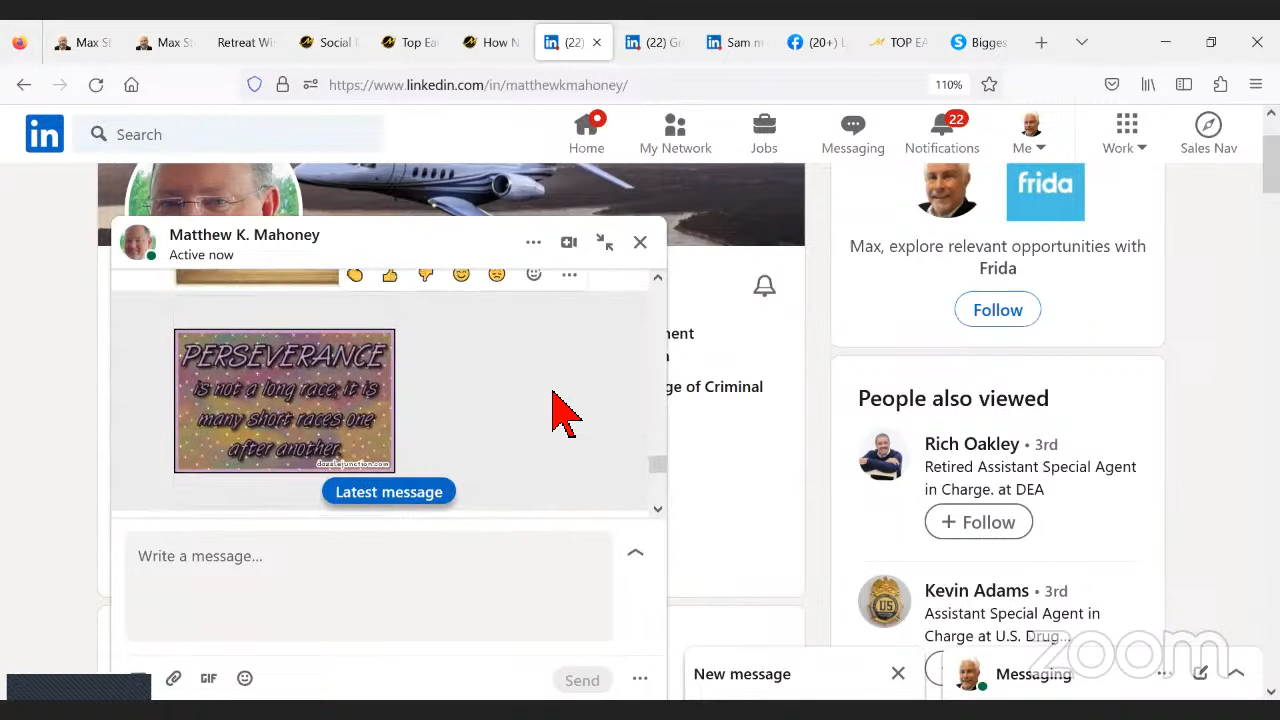 Max St
Max St
Retreat Wi
Social
Top Ea
How N
(22)
(22) G
Sam m
(20+) L
TOP EA
Bigges
https://www.linkedin.com/in/matthewkmahoney/
110%
in
Search
Home
My Network
Jobs
Messaging
22
Notifications
Me
Work
Sales Nav
frida
Max, explore relevant opportunities with
Frida
Follow
Matthew K. Mahoney
Active now
PERSEVERANCE
is not a long race; it is
many short races one
after another.
dazzlejunction.com
Latest message
ment
ge of Criminal
People also viewed
Rich Oakley • 3rd
Retired Assistant Special Agent
in Charge. at DEA
+ Follow
Kevin Adams • 3rd
Assistant Special Agent in
Charge at U.S. Drug...
Write a message...
GIF
Send
New message
Messaging
zoom